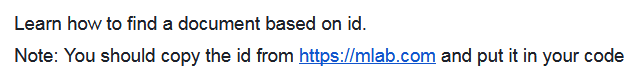 Learn how to find a document based on id.
Note: You should copy the id from https://mlab.com and put it in your code